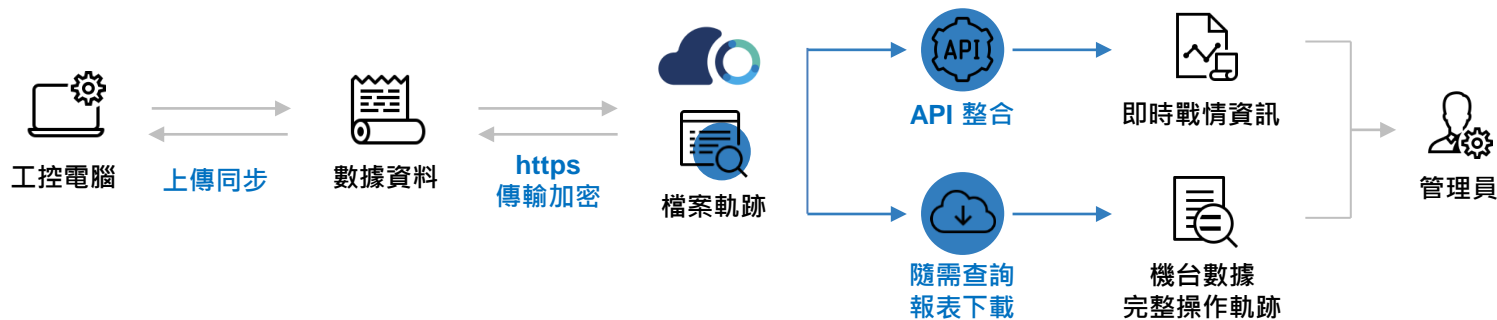 工控電腦
上傳同步
數據資料
https
傳輸加密
檔案軌跡
API
API 整合
即時戰情資訊
隨需查詢
報表下載
機台數據
完整操作軌跡
管理員